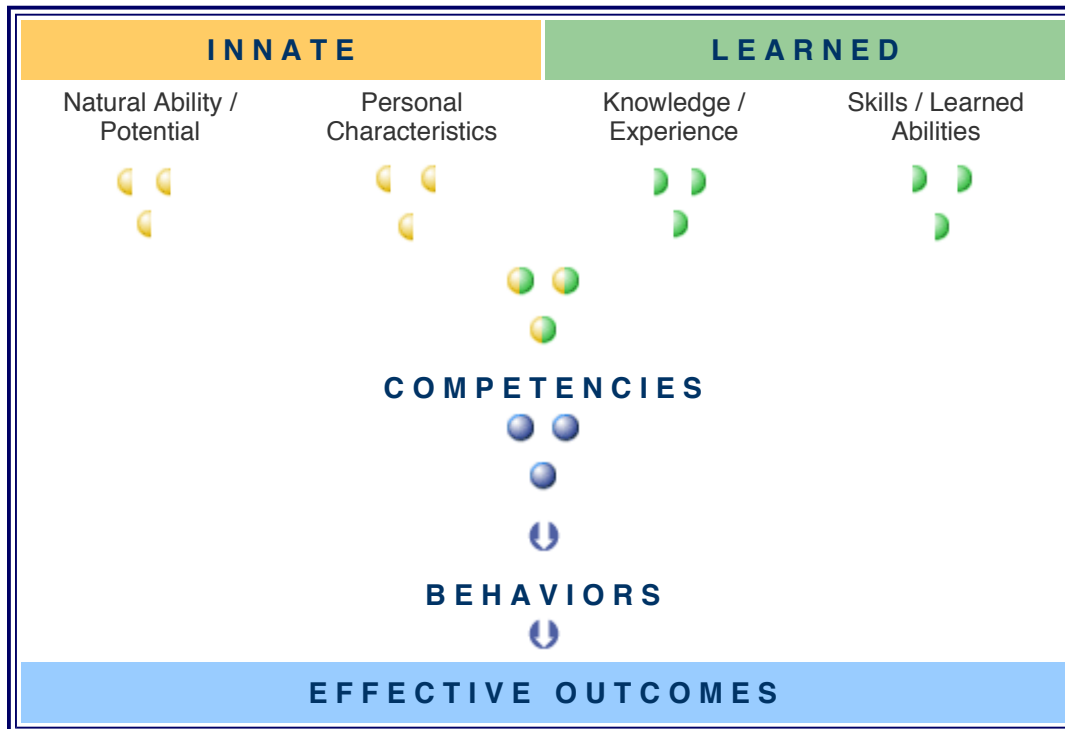 INNATE
LEARNED
Natural Ability /
Potential
Personal
Characteristics
Knowledge /
Experience
Skills / Learned
Abilities
COMPETENCIES
BEHAVIORS
EFFECTIVE OUTCOMES